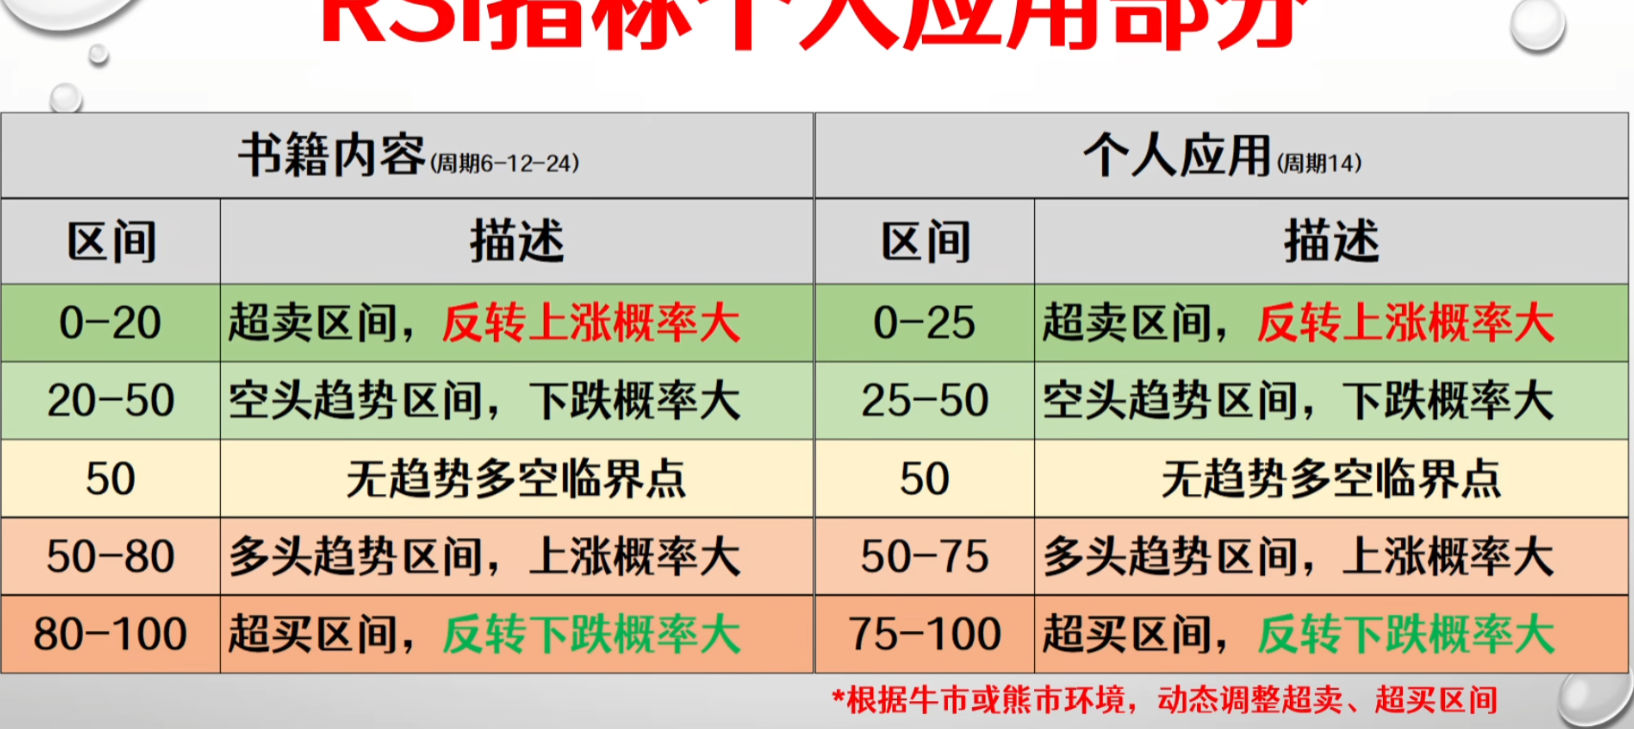 RSI指标个人应用部分
书籍内容(周期6-12-24) 个人应用(周期14)
区间 描述 区间 描述
0-20 超卖区间，反转上涨概率大 0-25 超卖区间，反转上涨概率大
20-50 空头趋势区间，下跌概率大 25-50 空头趋势区间，下跌概率大
50 无趋势多空临界点 50 无趋势多空临界点
50-80 多头趋势区间，上涨概率大 50-75 多头趋势区间，上涨概率大
80-100 超买区间，反转下跌概率大 75-100 超买区间，反转下跌概率大
*根据牛市或熊市环境，动态调整超卖、超买区间